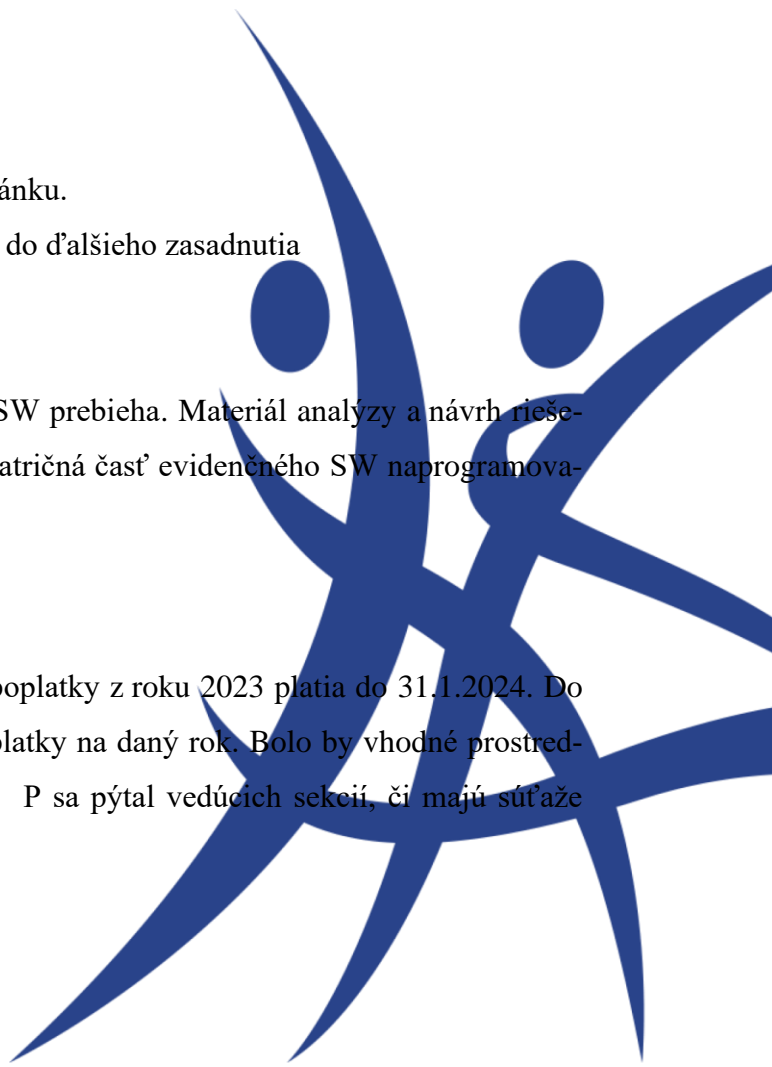 ánku.
do ďalšieho zasadnutia
SW prebieha. Materiál analýzy a návrh rieše-
atričná časť evidenčného SW naprogramova-
poplatky z roku 2023 platia do 31.1.2024. Do
platky na daný rok. Bolo by vhodné prostred-
P sa pýtal vedúcich sekcií, či majú súťaže